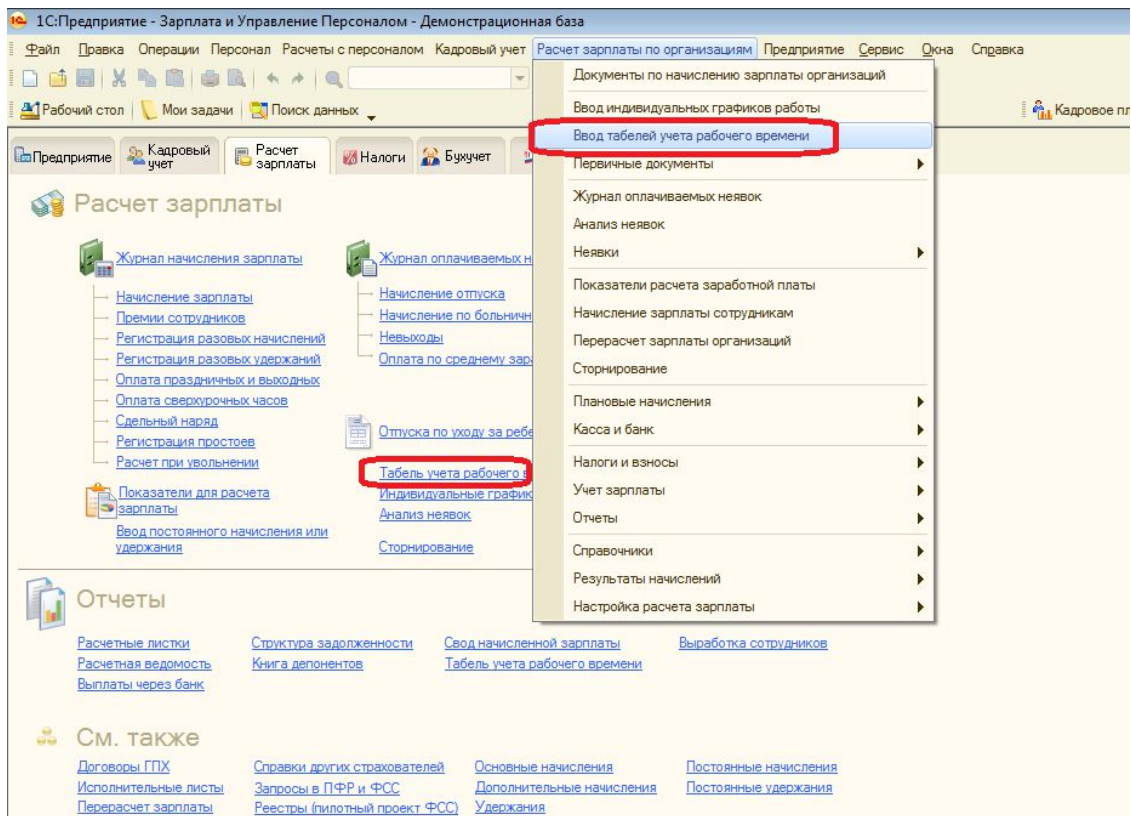 1С:Предприятие - Зарплата и Управление Персоналом - Демонстрационная база
Файл Правка Операции Персонал Расчеты с персоналом Кадровый учет Расчет зарплаты по организациям Предприятие Сервис Окна Справка
Рабочий стол Мои задачи Поиск данных Кадровое пл
Предприятие Кадровый учет Расчет зарплаты Налоги Бухучет
Документы по начислению зарплаты организаций
Ввод индивидуальных графиков работы
Ввод табелей учета рабочего времени
Первичные документы
Журнал оплачиваемых неявок
Анализ неявок
Неявки
Показатели расчета заработной платы
Начисление зарплаты сотрудникам
Перерасчет зарплаты организаций
Сторнирование
Плановые начисления
Касса и банк
Налоги и взносы
Учет зарплаты
Отчеты
Справочники
Результаты начислений
Настройка расчета зарплаты
Расчет зарплаты
Журнал начисления зарплаты
Начисление зарплаты
Премии сотрудников
Регистрация разовых начислений
Регистрация разовых удержаний
Оплата праздничных и выходных
Оплата сверхурочных часов
Сдельный наряд
Регистрация простоев
Расчет при увольнении
Показатели для расчета
зарплаты
Ввод постоянного начисления или
удержания
Журнал оплачиваемых н
Начисление отпуска
Начисление по больничн
Невыходы
Оплата по среднему зар
Отпуска по уходу за ребе
Табель учета рабочего в
Индивидуальные график
Анализ неявок
Сторнирование
Отчеты
Расчетные листки Структура задолженности Свод начисленной зарплаты Выработка сотрудников
Расчетная ведомость Книга депонентов Табель учета рабочего времени
Выплаты через банк
См. также
Договоры ГПХ Справки других страхователей Основные начисления Постоянные начисления
Исполнительные листы Запросы в ПФР и ФСС Дополнительные начисления Постоянные удержания
Перерасчет зарплаты Реестры (пилотный проект ФСС) Удержания